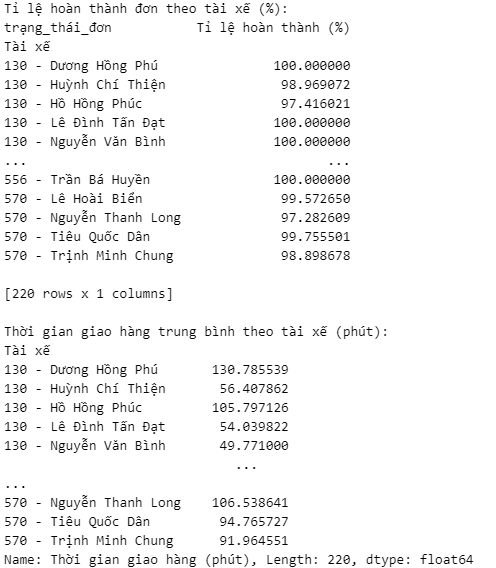 Tỉ lệ hoàn thành đơn theo tài xế (%):
trạng_thái_đơn           Tỉ lệ hoàn thành (%)
Tài xế
130 - Dương Hồng Phú               100.000000
130 - Huỳnh Chí Thiện               98.969072
130 - Hồ Hồng Phúc                  97.416021
130 - Lê Đình Tấn Đạt              100.000000
130 - Nguyễn Văn Bình              100.000000
...                                       ...
556 - Trần Bá Huyền                100.000000
570 - Lê Hoài Biển                  99.572650
570 - Nguyễn Thanh Long             97.282609
570 - Tiêu Quốc Dân                 99.755501
570 - Trịnh Minh Chung              98.898678
[220 rows x 1 columns]
Thời gian giao hàng trung bình theo tài xế (phút):
Tài xế
130 - Dương Hồng Phú       130.785539
130 - Huỳnh Chí Thiện       56.407862
130 - Hồ Hồng Phúc         105.797126
130 - Lê Đình Tấn Đạt       54.039822
130 - Nguyễn Văn Bình       49.771000
...
...
570 - Nguyễn Thanh Long    106.538641
570 - Tiêu Quốc Dân         94.765727
570 - Trịnh Minh Chung      91.964551
Name: Thời gian giao hàng (phút), Length: 220, dtype: float64